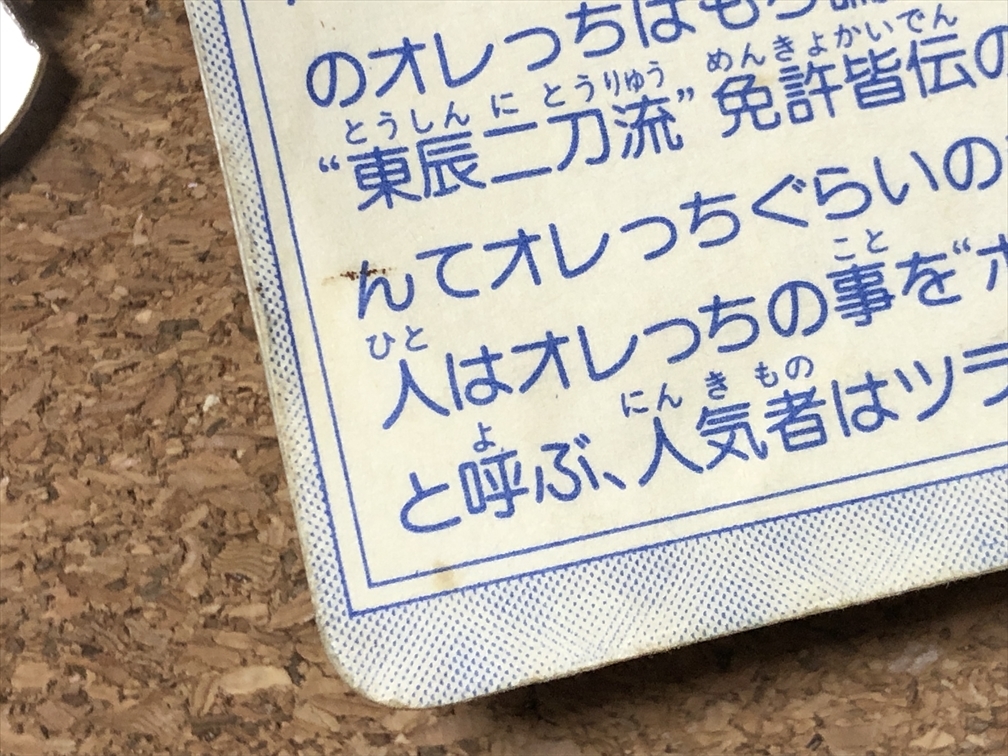 のオレっちはもう
とうしん に とうりゅう めんきょかいでん
“東辰二刀流” 免許皆伝の
んてオレっちぐらいの
こと
人はオレっちの事を“
ひと
にん き もの
よ
と呼ぶ、人気者はツラ